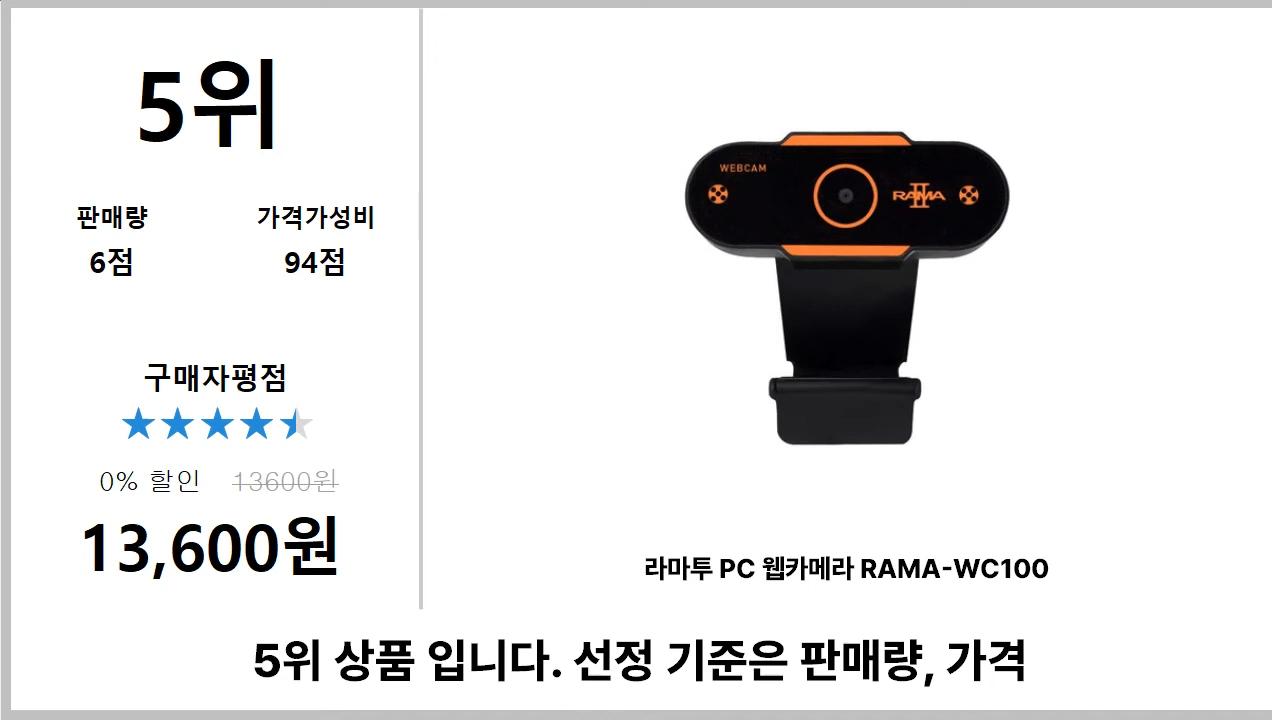 5위
판매량 가격가성비
6점 94점
구매자평점
0% 할인 13600원
13,600원
WEBCAM
RAMA II
라마투 PC 웹카메라 RAMA-WC100
5위 상품 입니다. 선정 기준은 판매량, 가격